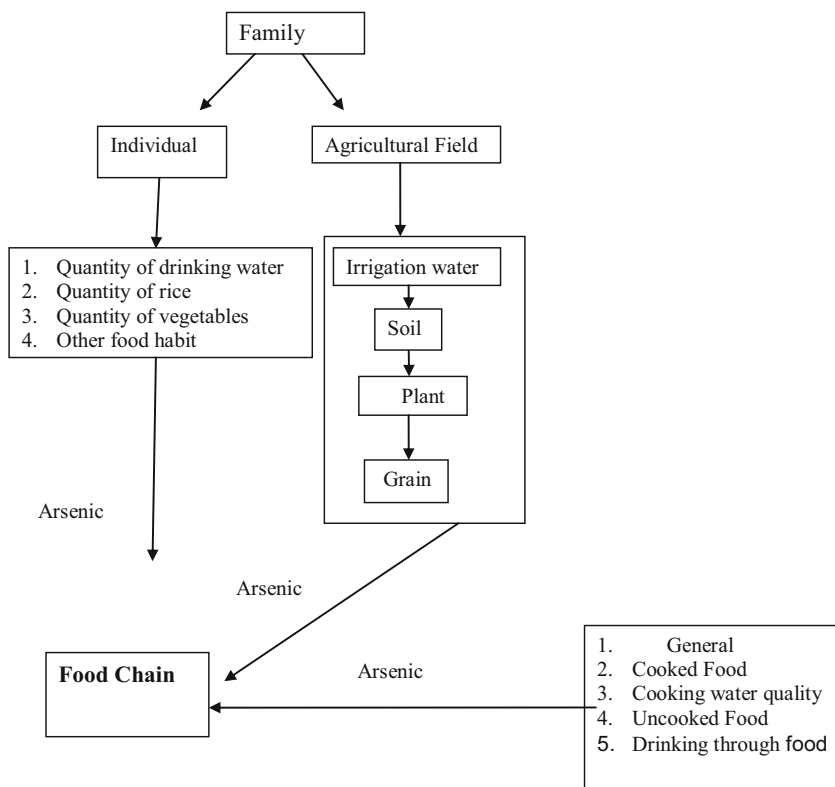 Family
Individual
Agricultural Field
1. Quantity of drinking water
2. Quantity of rice
3. Quantity of vegetables
4. Other food habit
Irrigation water
Soil
Plant
Grain
Arsenic
Arsenic
Food Chain
Arsenic
1. General
2. Cooked Food
3. Cooking water quality
4. Uncooked Food
5. Drinking through food